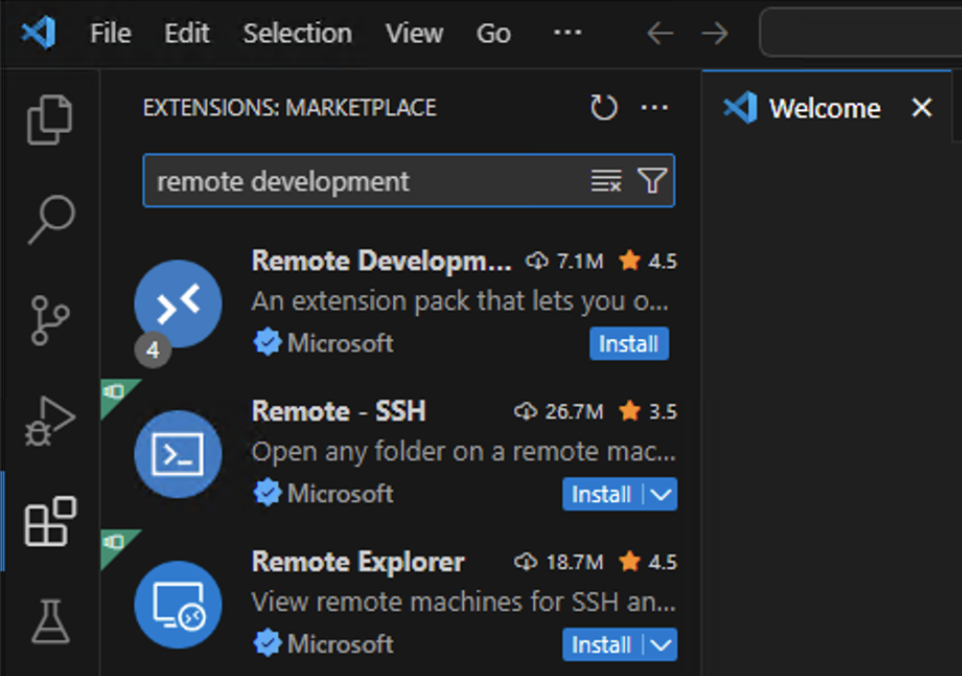 File Edit Selection View Go ...
EXTENSIONS: MARKETPLACE
Welcome
remote development
Remote Developm... 7.1M 4.5
An extension pack that lets you o...
4
Microsoft Install
Remote - SSH 26.7M 3.5
Open any folder on a remote mac...
Microsoft Install
Remote Explorer 18.7M 4.5
View remote machines for SSH an...
Microsoft Install